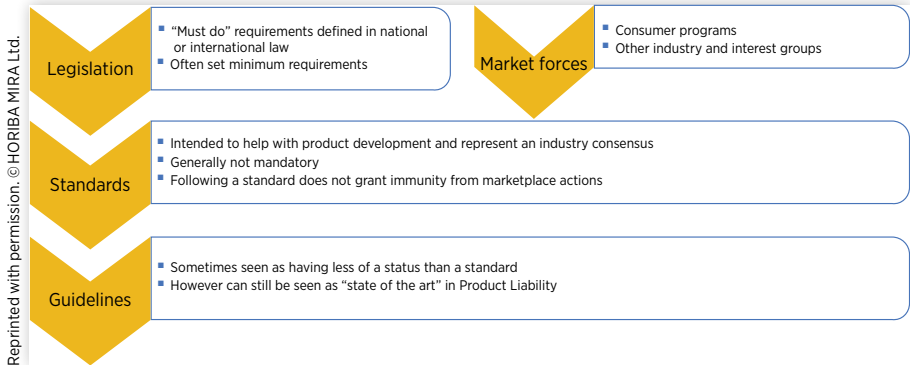 Legislation
“Must do” requirements defined in national
or international law
Often set minimum requirements
Market forces
Consumer programs
Other industry and interest groups
Standards
Intended to help with product development and represent an industry consensus
Generally not mandatory
Following a standard does not grant immunity from marketplace actions
Guidelines
Sometimes seen as having less of a status than a standard
However can still be seen as “state of the art” in Product Liability
Reprinted with permission. © HORIBA MIRA Ltd.